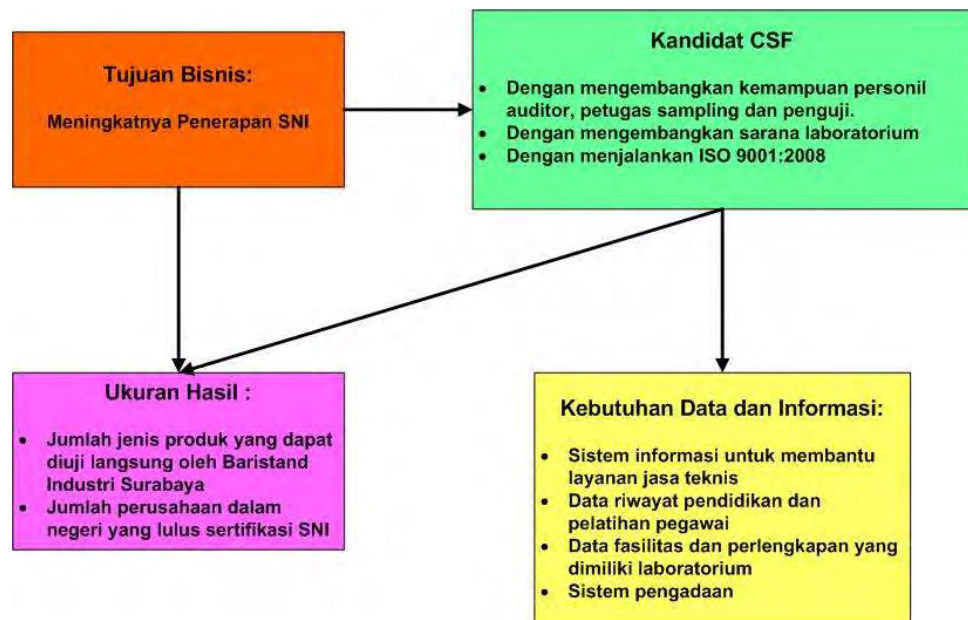 Tujuan Bisnis:
Meningkatnya Penerapan SNI
Kandidat CSF
• Dengan mengembangkan kemampuan personil
auditor, petugas sampling dan penguji.
• Dengan mengembangkan sarana laboratorium
• Dengan menjalankan ISO 9001:2008
Ukuran Hasil :
• Jumlah jenis produk yang dapat
diuji langsung oleh Baristand
Industri Surabaya
• Jumlah perusahaan dalam
negeri yang lulus sertifikasi SNI
Kebutuhan Data dan Informasi:
• Sistem informasi untuk membantu
layanan jasa teknis
• Data riwayat pendidikan dan
pelatihan pegawai
• Data fasilitas dan perlengkapan yang
dimiliki laboratorium
• Sistem pengadaan